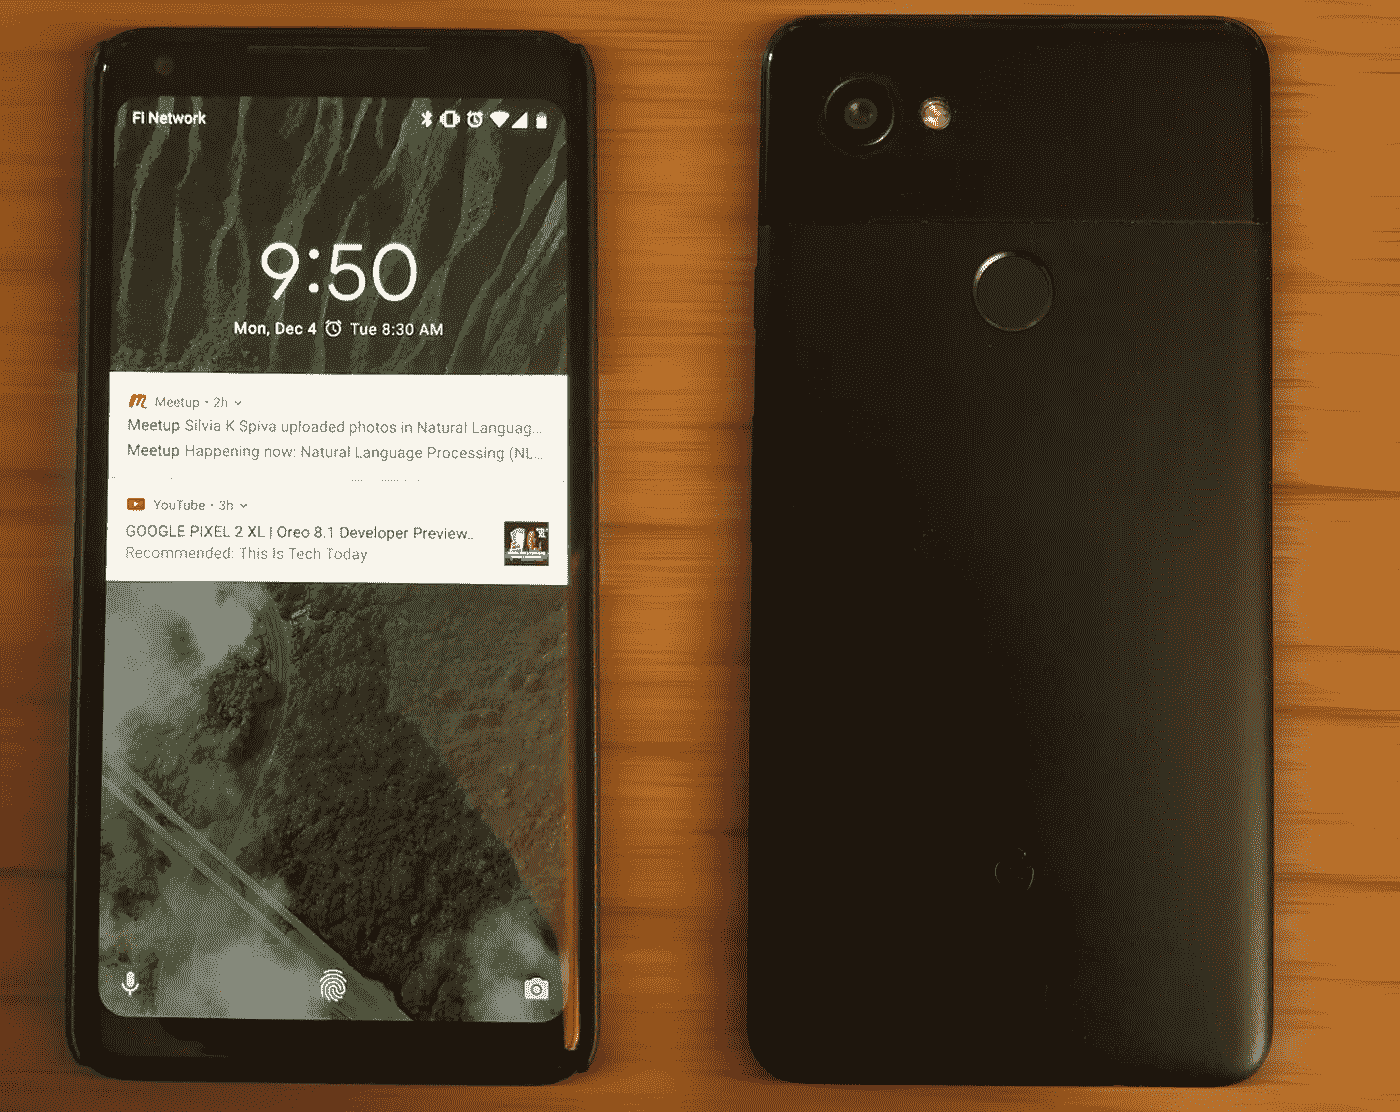 Fi Network
9:50
Mon, Dec 4 Tue 8:30 AM
Meetup · 2h
Meetup Silvia K Spiva uploaded photos in Natural Languag...
Meetup Happening now: Natural Language Processing (NL...
YouTube · 3h
GOOGLE PIXEL 2 XL | Oreo 8.1 Developer Preview..
Recommended: This Is Tech Today